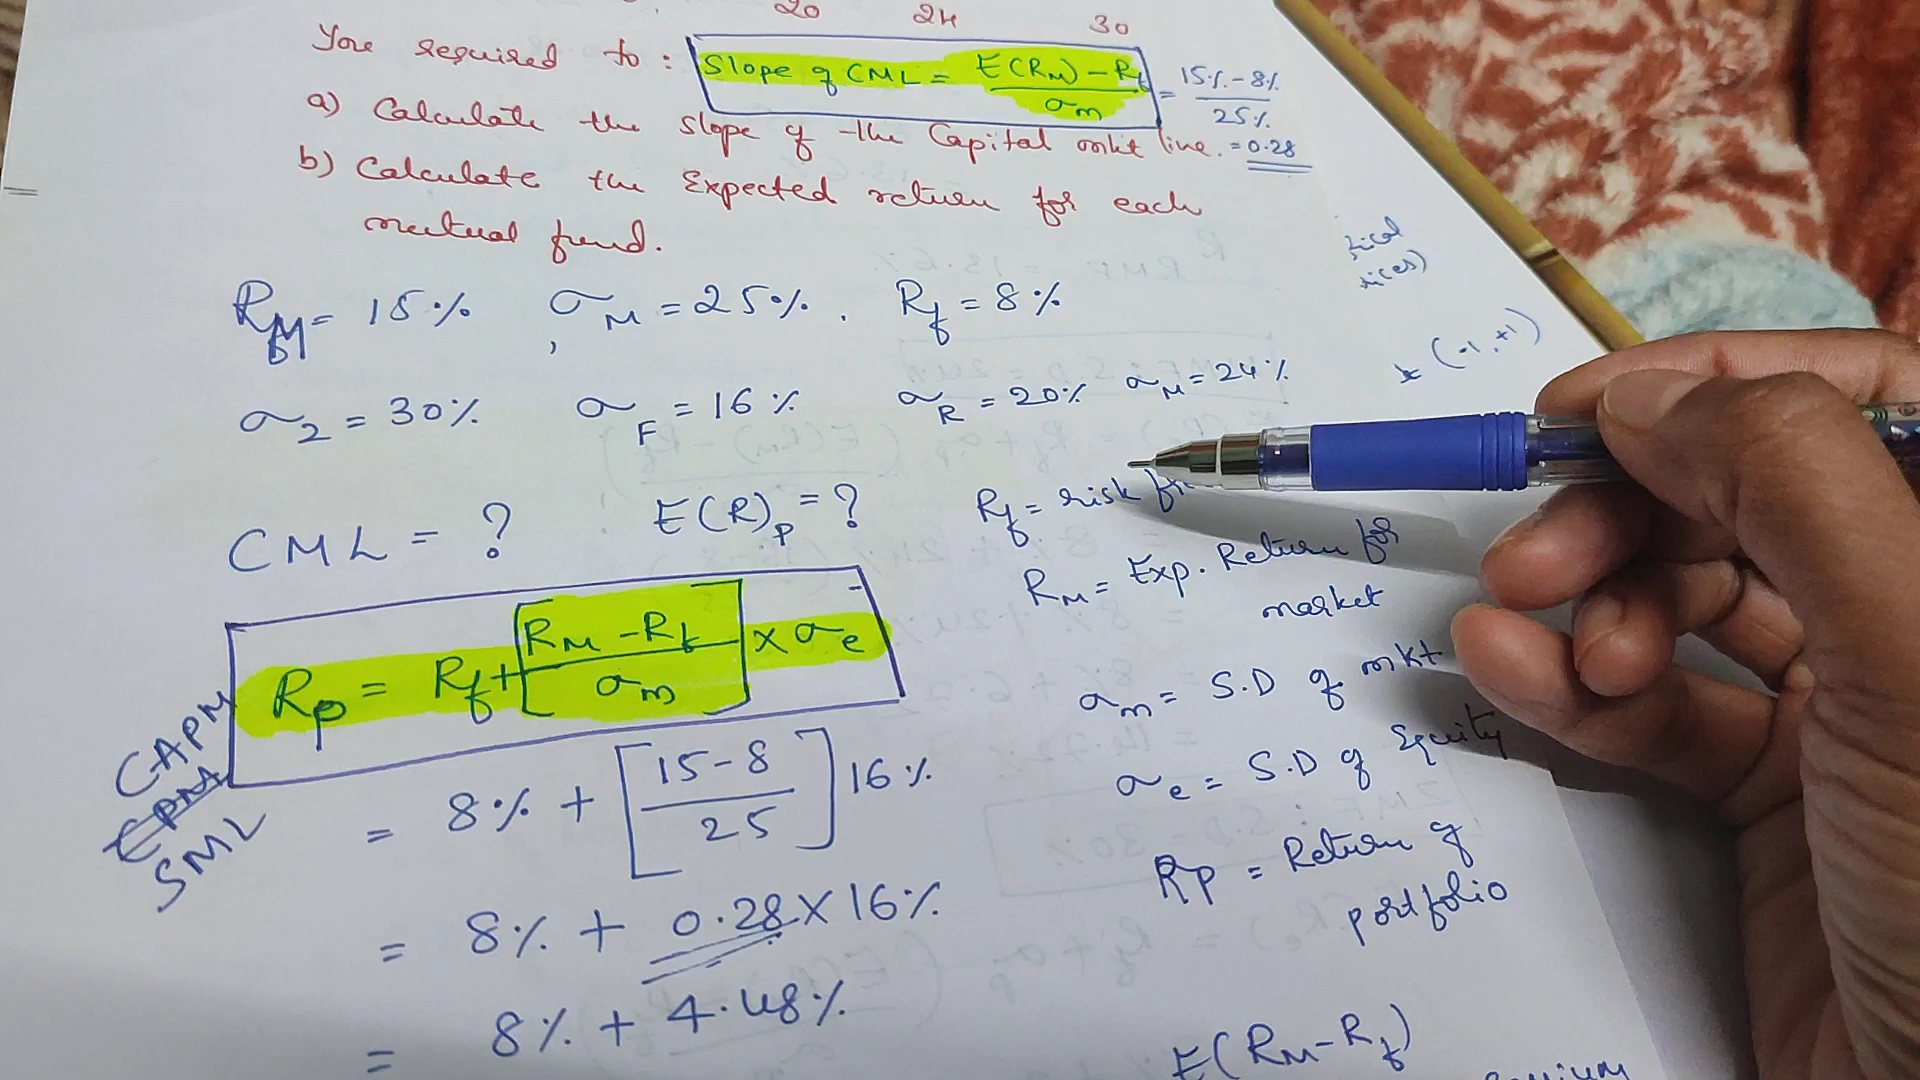 20 24 30
You required to : Slope of CML = E(RM) - Rf / σm = 15% - 8% / 25%
a) Calculate the slope of the Capital mkt line. = 0.28
b) Calculate the Expected return for each
mutual fund.
RM = 15% , σM = 25% . Rf = 8%
σ2 = 30% σF = 16% σR = 20% σM = 24%
(-1, +1)
CML = ? E(R)p = ?
Rf = risk
RM = Exp. Return for
market
σm = S.D of mkt
σe = S.D of Equity
Rp = Return of
portfolio
E(RM - Rf)
Rp = Rf + [RM - Rf / σm] x σe
CAPM
SML
= 8% + [15 - 8 / 25] 16%
= 8% + 0.28 X 16%
= 8% + 4.48%